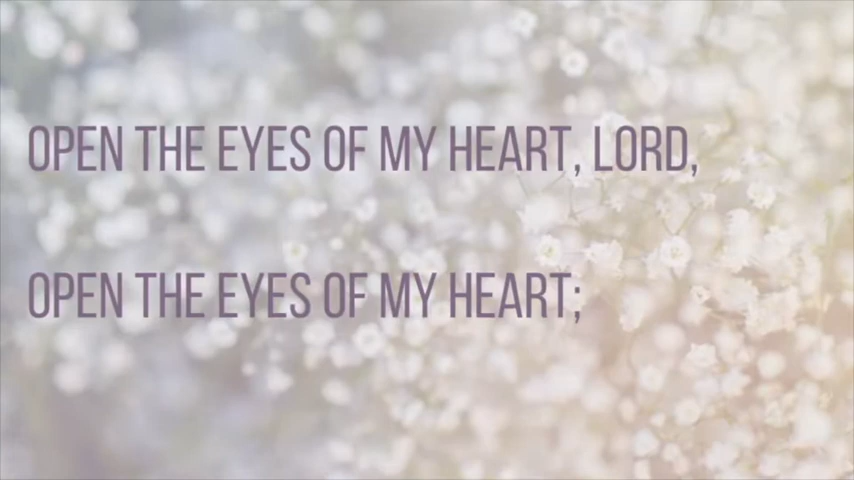 OPEN THE EYES OF MY HEART, LORD,
OPEN THE EYES OF MY HEART;